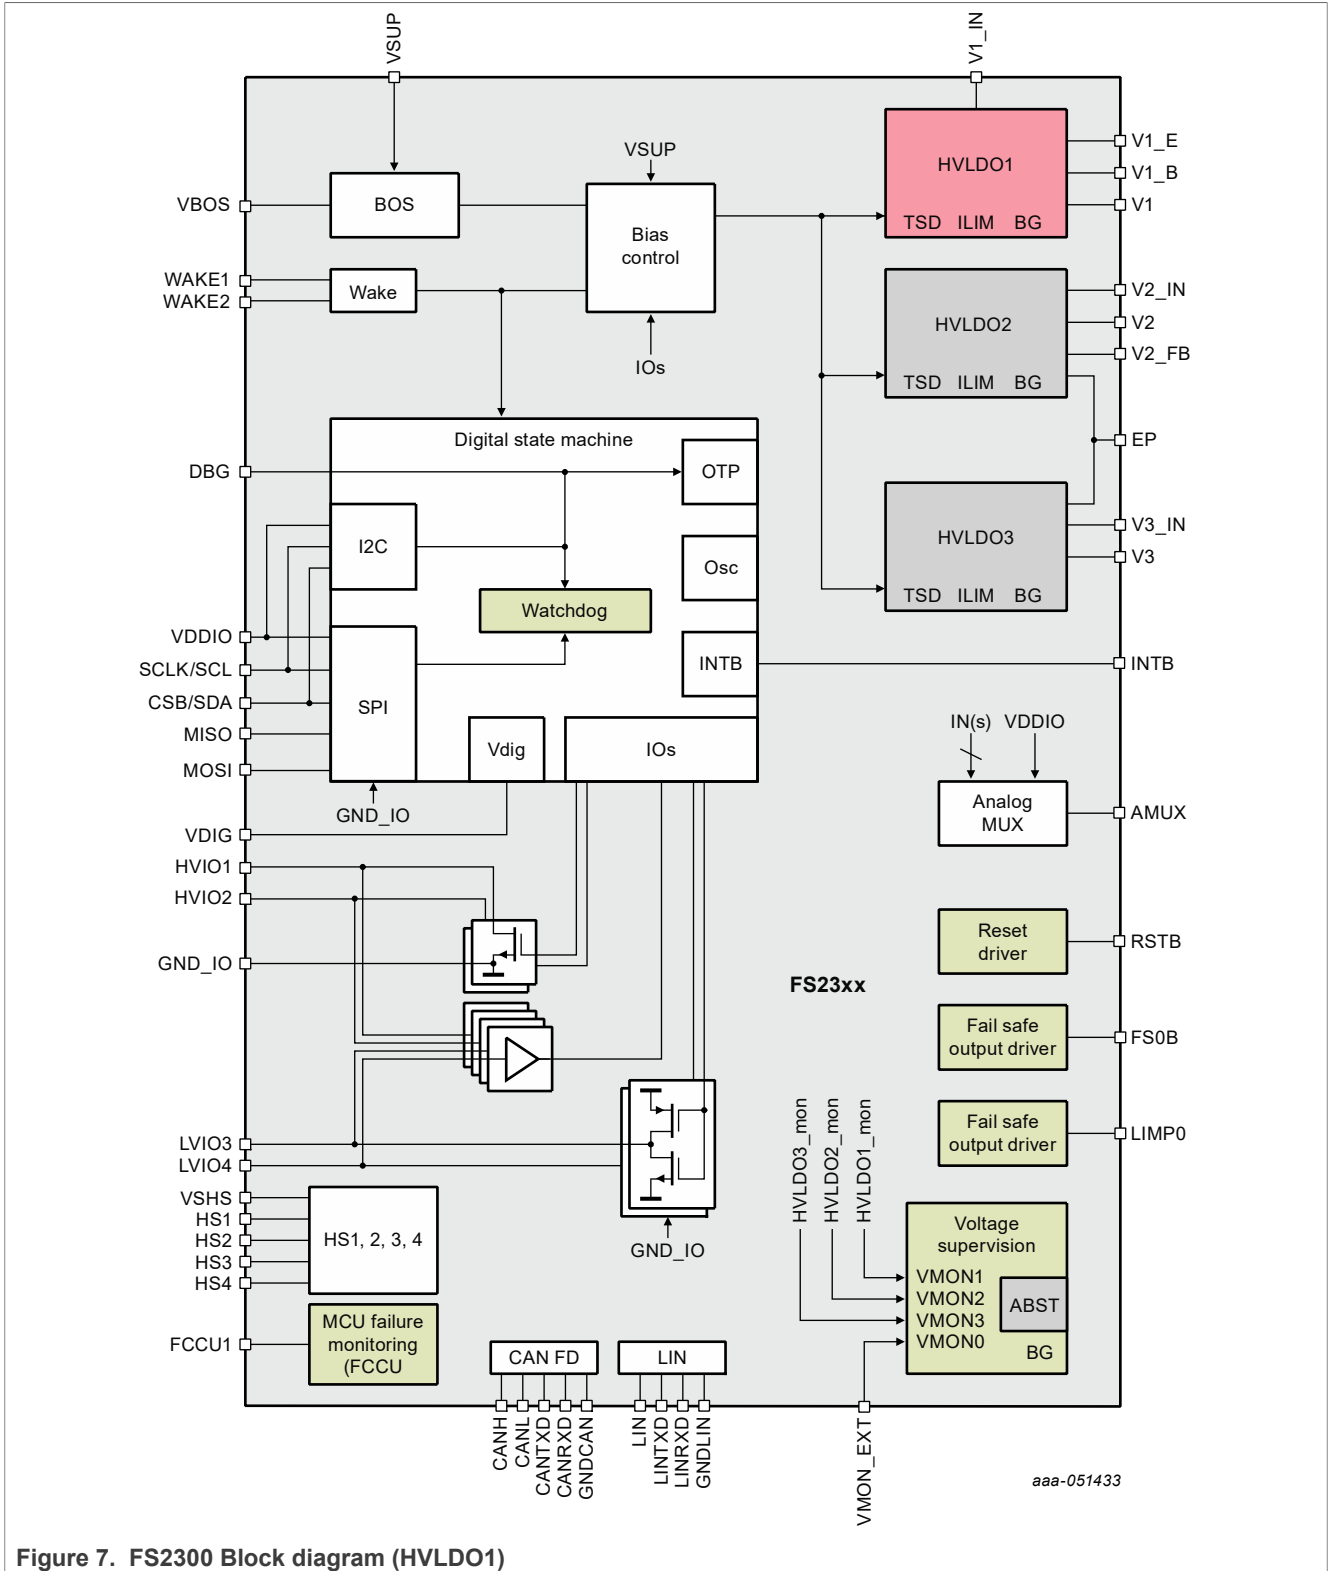 VSUP
V1_IN
HVLDO1
TSD ILIM BG
V1_E
V1_B
V1
VSUP
VBOS
BOS
Bias
control
WAKE1
WAKE2
Wake
IOs
HVLDO2
TSD ILIM BG
V2_IN
V2
V2_FB
EP
Digital state machine
DBG
OTP
HVLDO3
TSD ILIM BG
V3_IN
V3
I2C
Osc
Watchdog
VDDIO
SCLK/SCL
CSB/SDA
MISO
MOSI
SPI
INTB
INTB
Vdig
IOs
GND_IO
IN(s) VDDIO
Analog
MUX
AMUX
VDIG
HVIO1
HVIO2
GND_IO
Reset
driver
RSTB
FS23xx
Fail safe
output driver
FS0B
Fail safe
output driver
LIMP0
LVIO3
LVIO4
GND_IO
VSHS
HS1
HS2
HS3
HS4
HS1, 2, 3, 4
HVLDO3_mon
HVLDO2_mon
HVLDO1_mon
Voltage
supervision
VMON1
VMON2
VMON3
VMON0
ABST
BG
FCCU1
MCU failure
monitoring
(FCCU
CAN FD
LIN
CANH
CANL
CANTXD
CANRXD
GNDCAN
LIN
LINTXD
LINRXD
GNDLIN
VMON_EXT
aaa-051433
Figure 7. FS2300 Block diagram (HVLDO1)